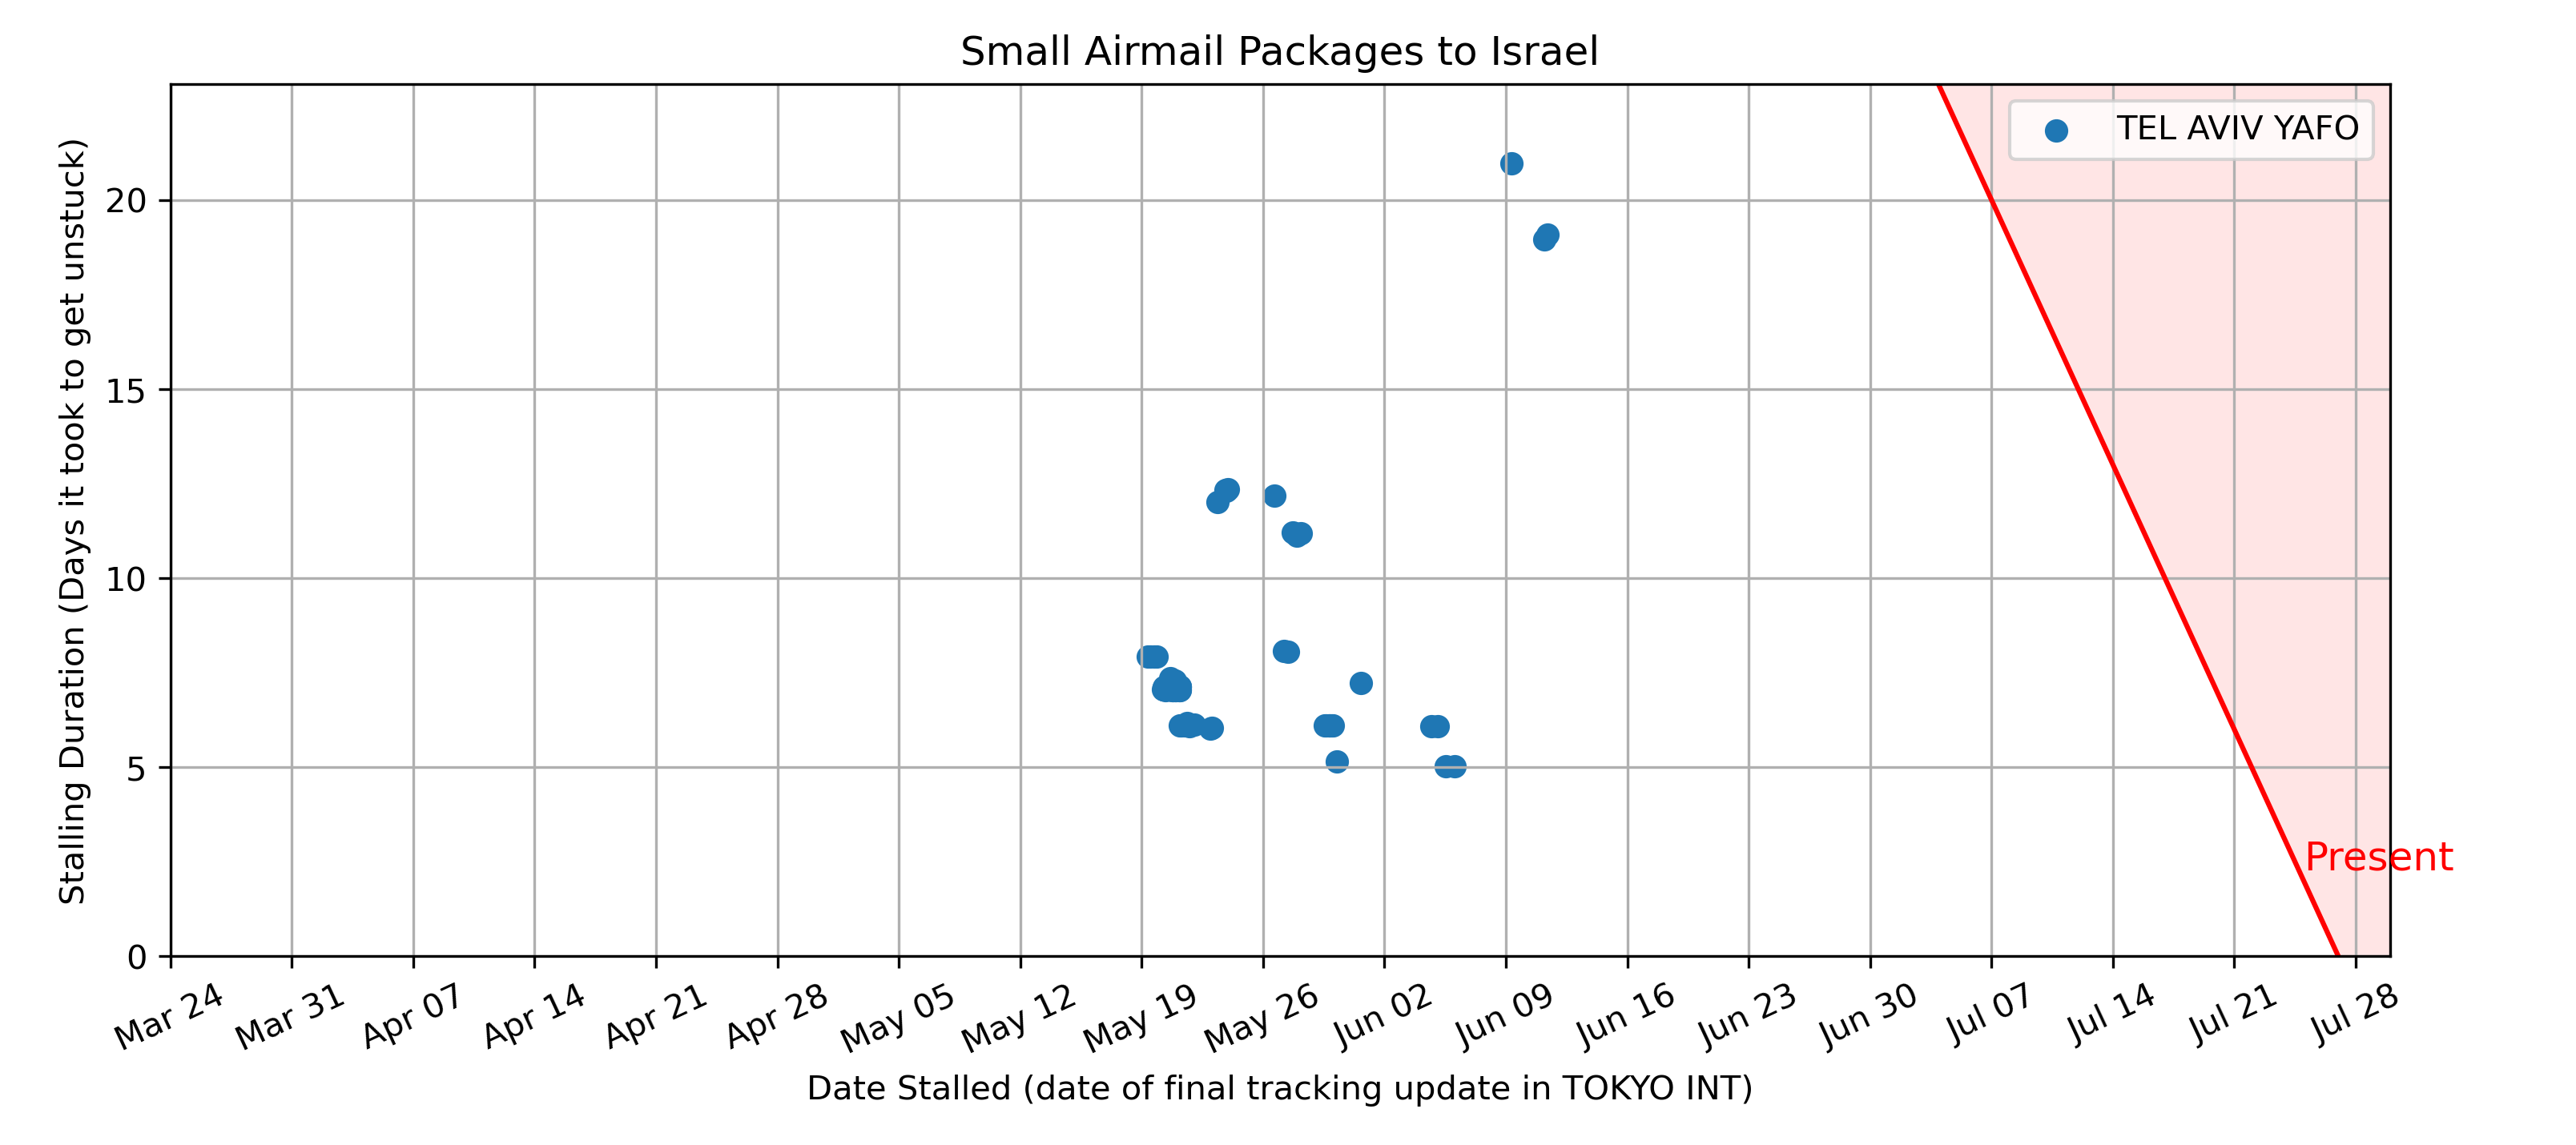 Small Airmail Packages to Israel
TEL AVIV YAFO
Stalling Duration (Days it took to get unstuck)
20
15
10
5
0
Present
Mar 24
Mar 31
Apr 07
Apr 14
Apr 21
Apr 28
May 05
May 12
May 19
May 26
Jun 02
Jun 09
Jun 16
Jun 23
Jun 30
Jul 07
Jul 14
Jul 21
Jul 28
Date Stalled (date of final tracking update in TOKYO INT)